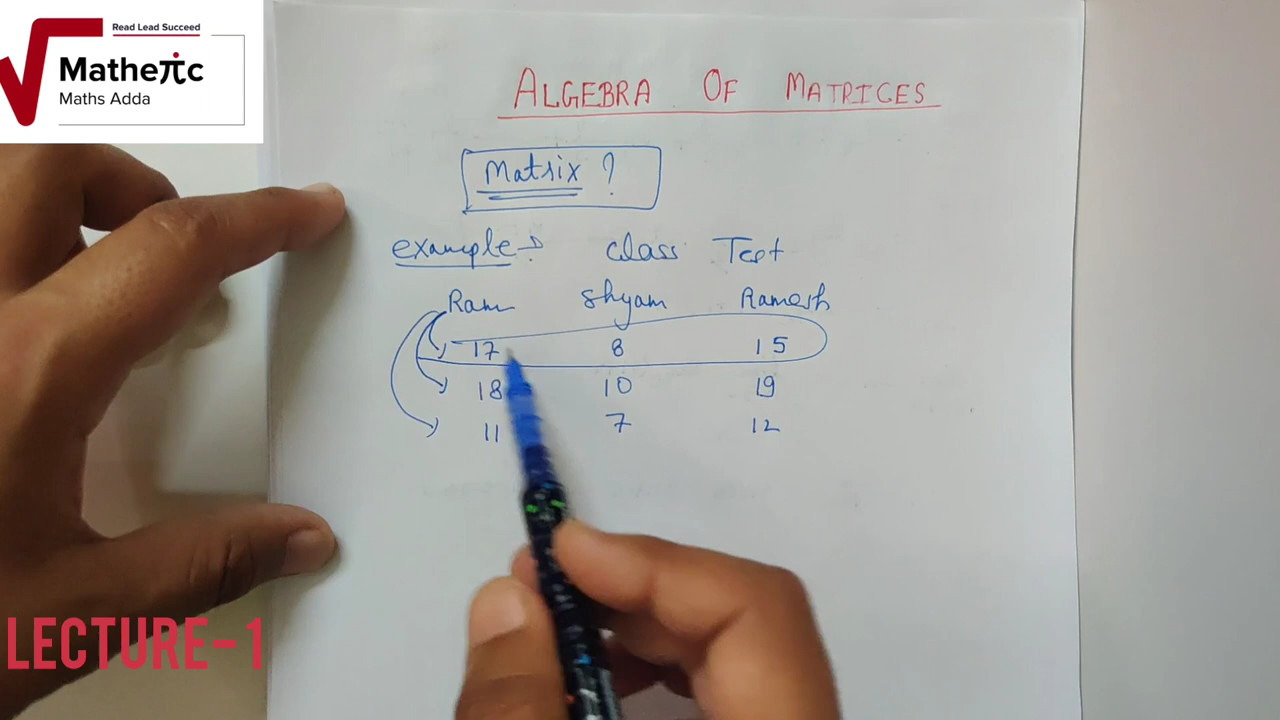 Read Lead Succeed
Matheπc
Maths Adda
ALGEBRA OF MATRICES
Matrix ?
example class Test
Ram Shyam Ramesh
17 8 15
18 10 19
11 7 12
LECTURE-1